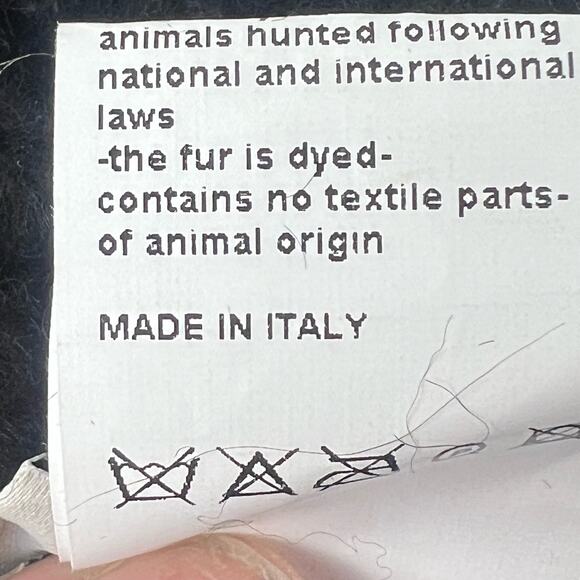 animals hunted following
national and international
laws
-the fur is dyed-
contains no textile parts-
of animal origin
MADE IN ITALY